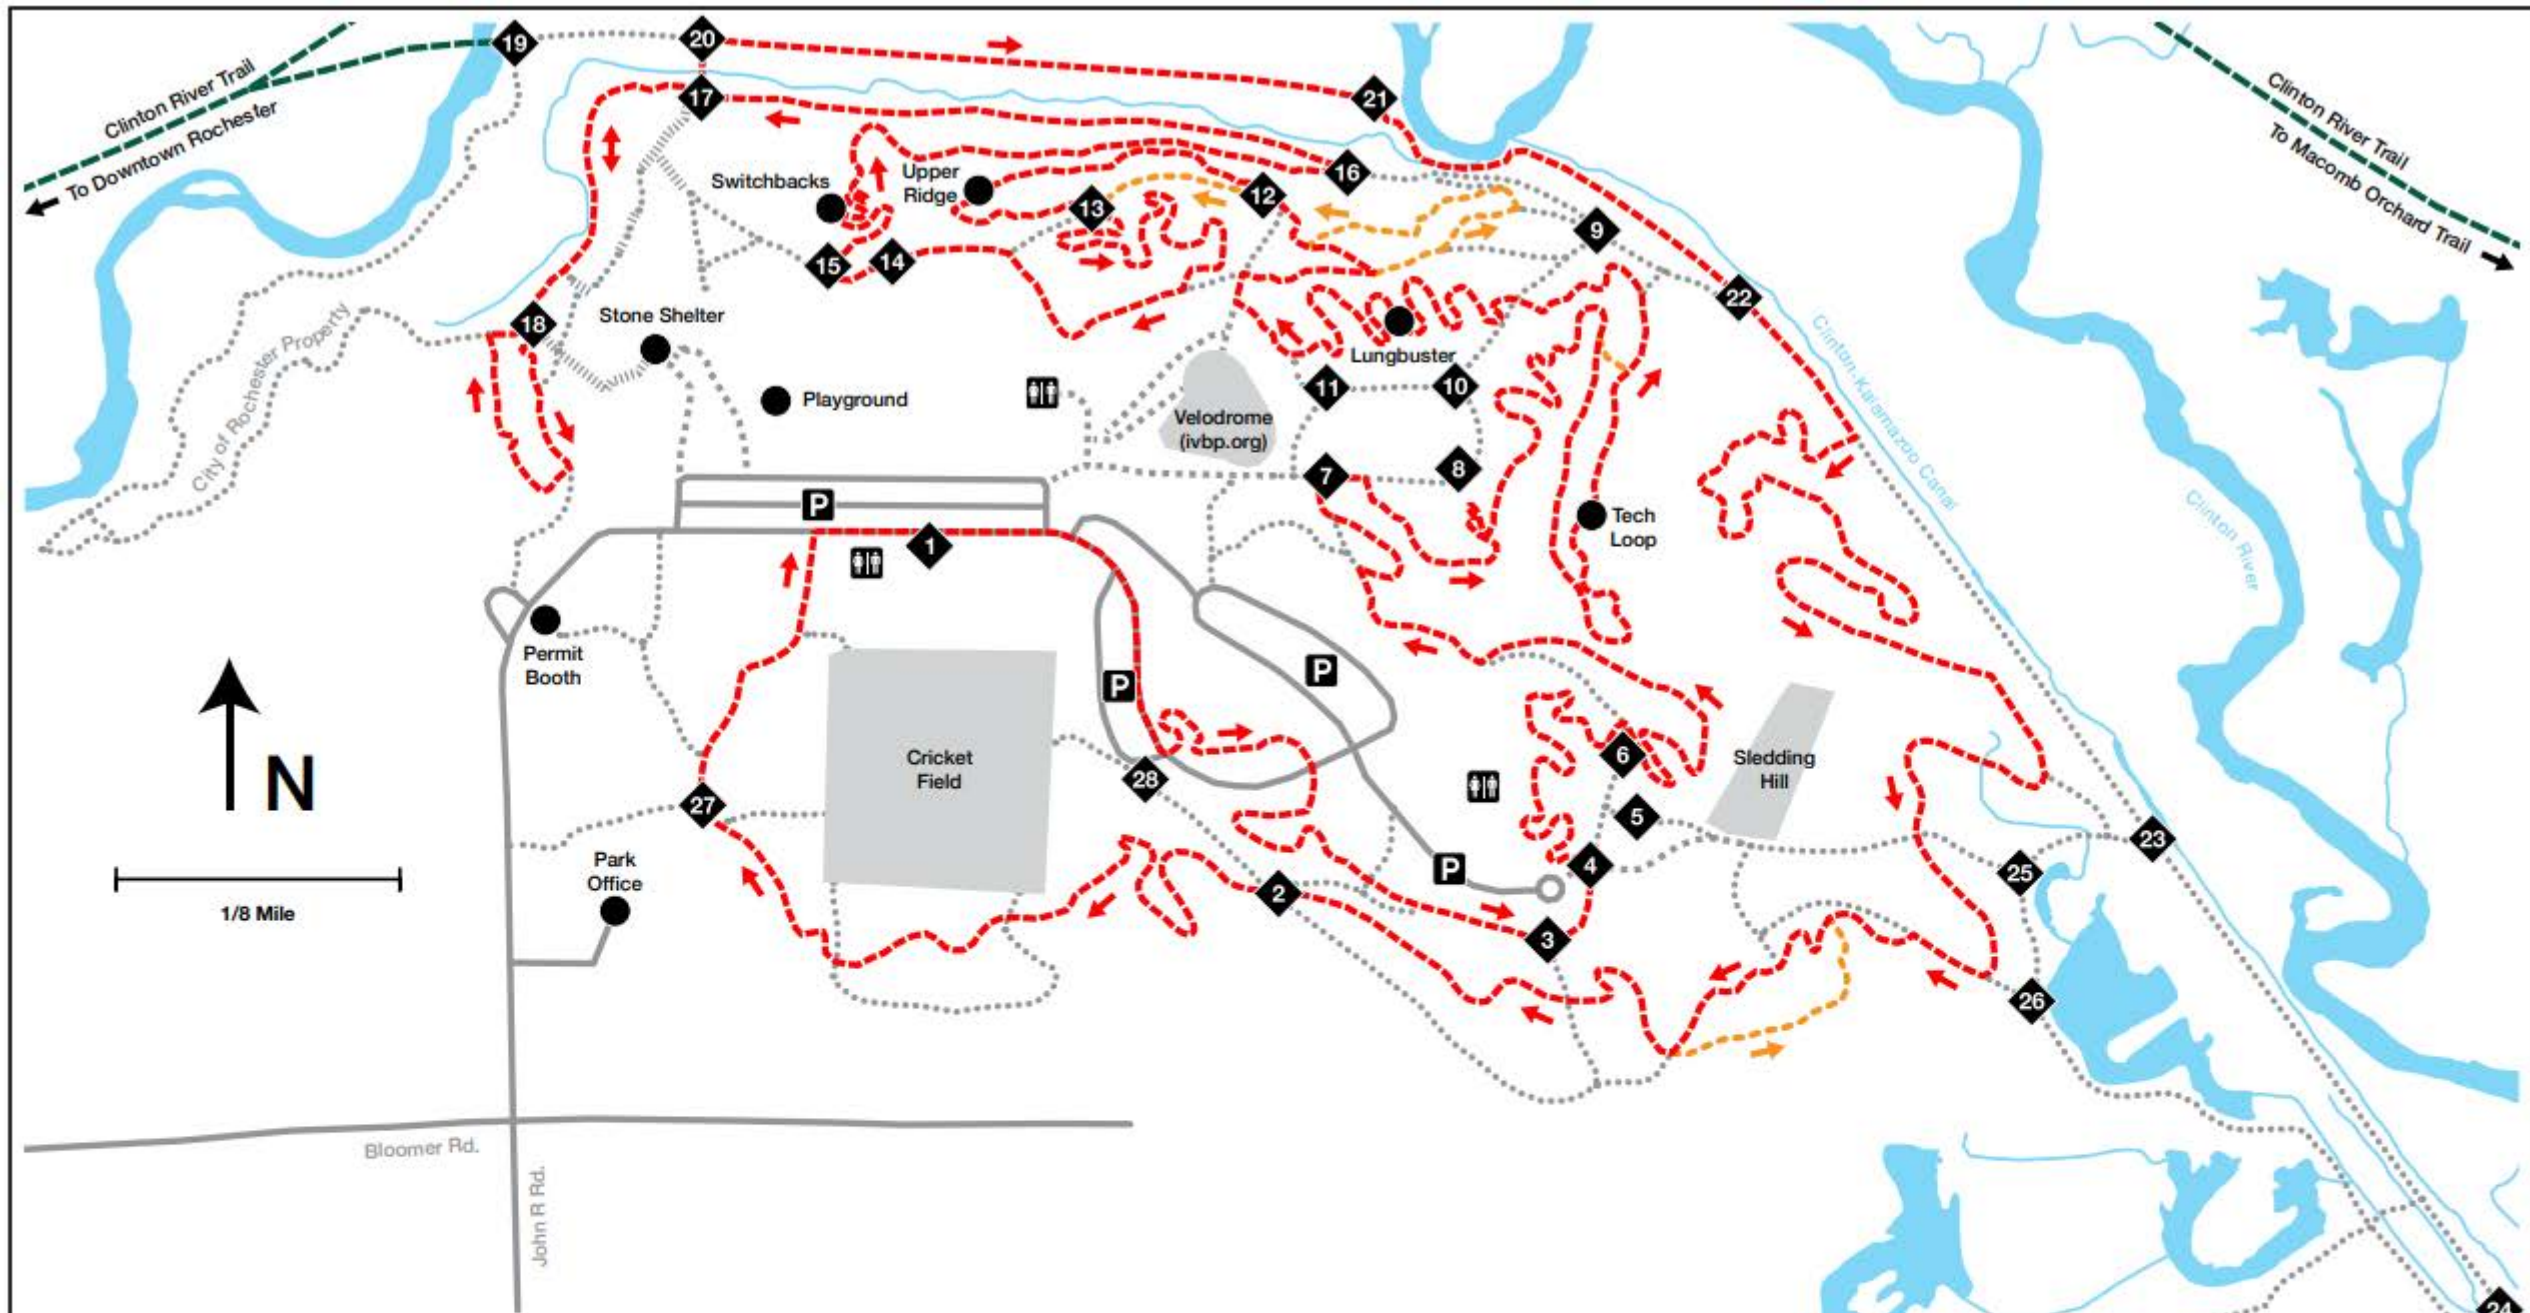 19
20
Clinton River Trail
To Downtown Rochester
17
21
Clinton River Trail
To Macomb Orchard Trail
Switchbacks
Upper
Ridge
16
12
13
9
15
14
22
18
Stone Shelter
Lungbuster
Clinton-Kalamazoo Canal
City of Rochester Property
Playground
11
10
Velodrome
(ivbp.org)
7
8
P
1
Tech
Loop
Clinton River
Permit
Booth
N
P
P
Cricket
Field
28
6
Sledding
Hill
27
5
23
Park
Office
P
4
25
1/8 Mile
2
3
26
Bloomer Rd.
John R Rd.
24